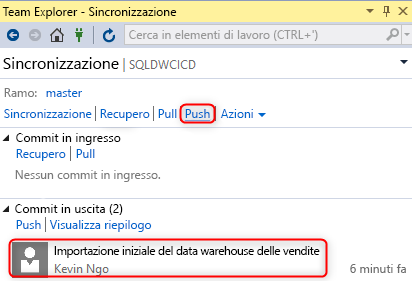 Team Explorer - Sincronizzazione
Cerca in elementi di lavoro (CTRL+')
Sincronizzazione | SQLDWCICD
Ramo: master
Sincronizzazione | Recupero | Pull | Push | Azioni
Commit in ingresso
Recupero | Pull
Nessun commit in ingresso.
Commit in uscita (2)
Push | Visualizza riepilogo
Importazione iniziale del data warehouse delle vendite
Kevin Ngo 6 minuti fa